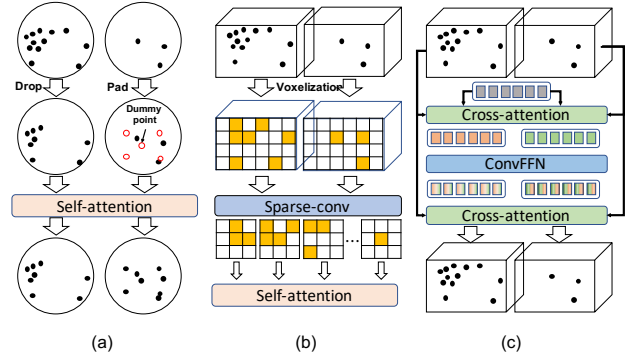 Drop
Pad
Dummy
point
Self-attention
(a)
Voxelization
Sparse-conv
...
Self-attention
(b)
Cross-attention
ConvFFN
Cross-attention
(c)